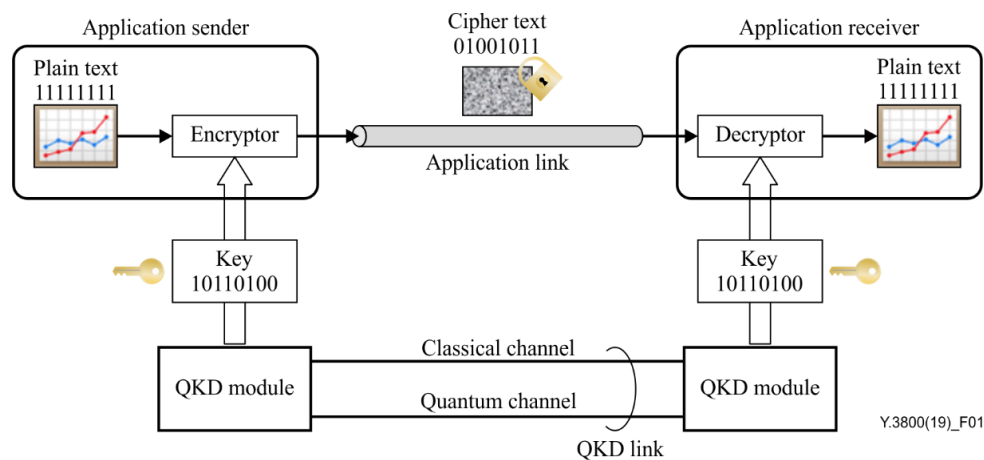 Application sender
Cipher text
01001011
Application receiver
Plain text
11111111
Encryptor
Application link
Decryptor
Plain text
11111111
Key
10110100
Key
10110100
QKD module
Classical channel
Quantum channel
QKD link
QKD module
Y.3800(19)_F01